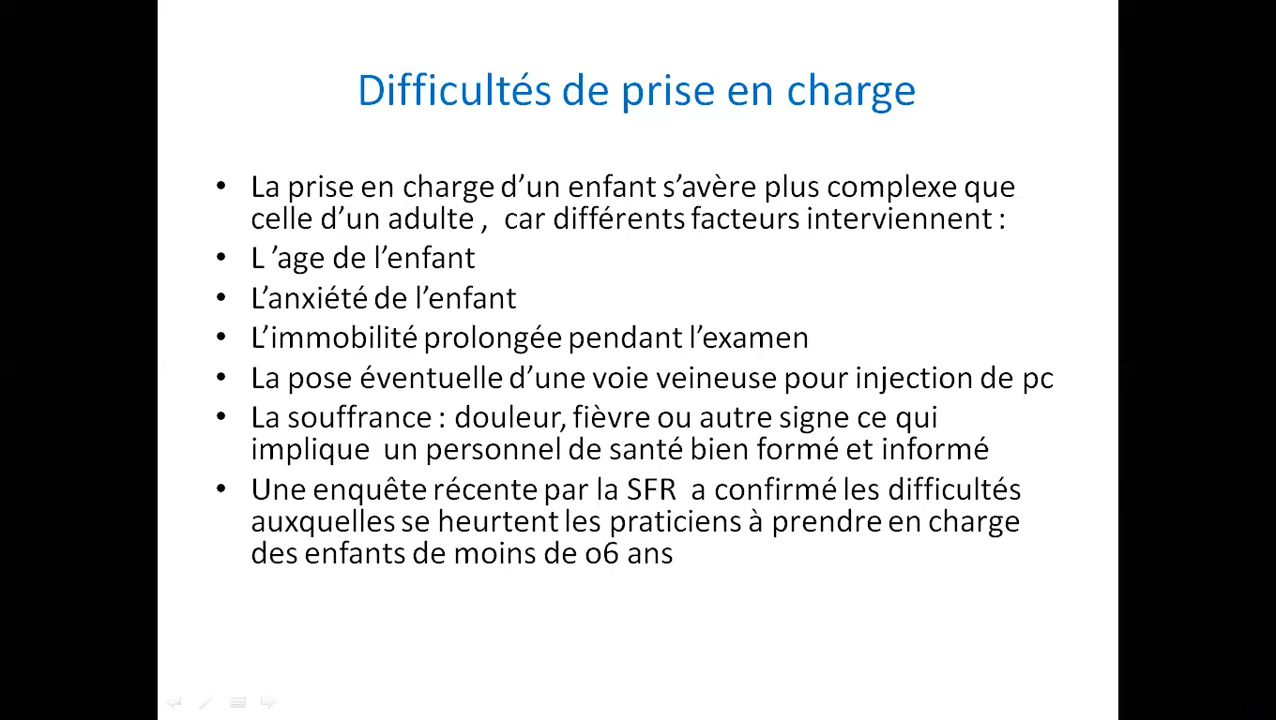 Difficultés de prise en charge
• La prise en charge d’un enfant s’avère plus complexe que
celle d’un adulte , car différents facteurs interviennent :
• L ’age de l’enfant
• L’anxiété de l’enfant
• L’immobilité prolongée pendant l’examen
• La pose éventuelle d’une voie veineuse pour injection de pc
• La souffrance : douleur, fièvre ou autre signe ce qui
implique un personnel de santé bien formé et informé
• Une enquête récente par la SFR a confirmé les difficultés
auxquelles se heurtent les praticiens à prendre en charge
des enfants de moins de o6 ans